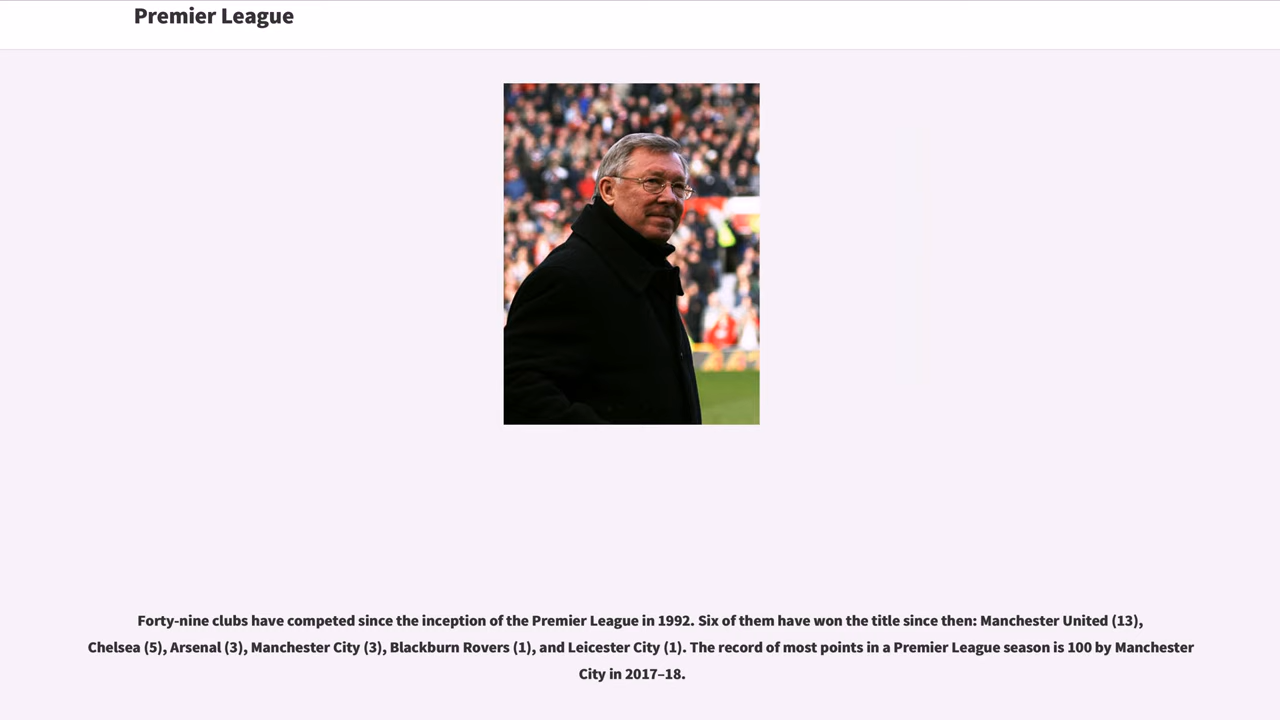 Premier League
Forty-nine clubs have competed since the inception of the Premier League in 1992. Six of them have won the title since then: Manchester United (13),
Chelsea (5), Arsenal (3), Manchester City (3), Blackburn Rovers (1), and Leicester City (1). The record of most points in a Premier League season is 100 by Manchester
City in 2017–18.